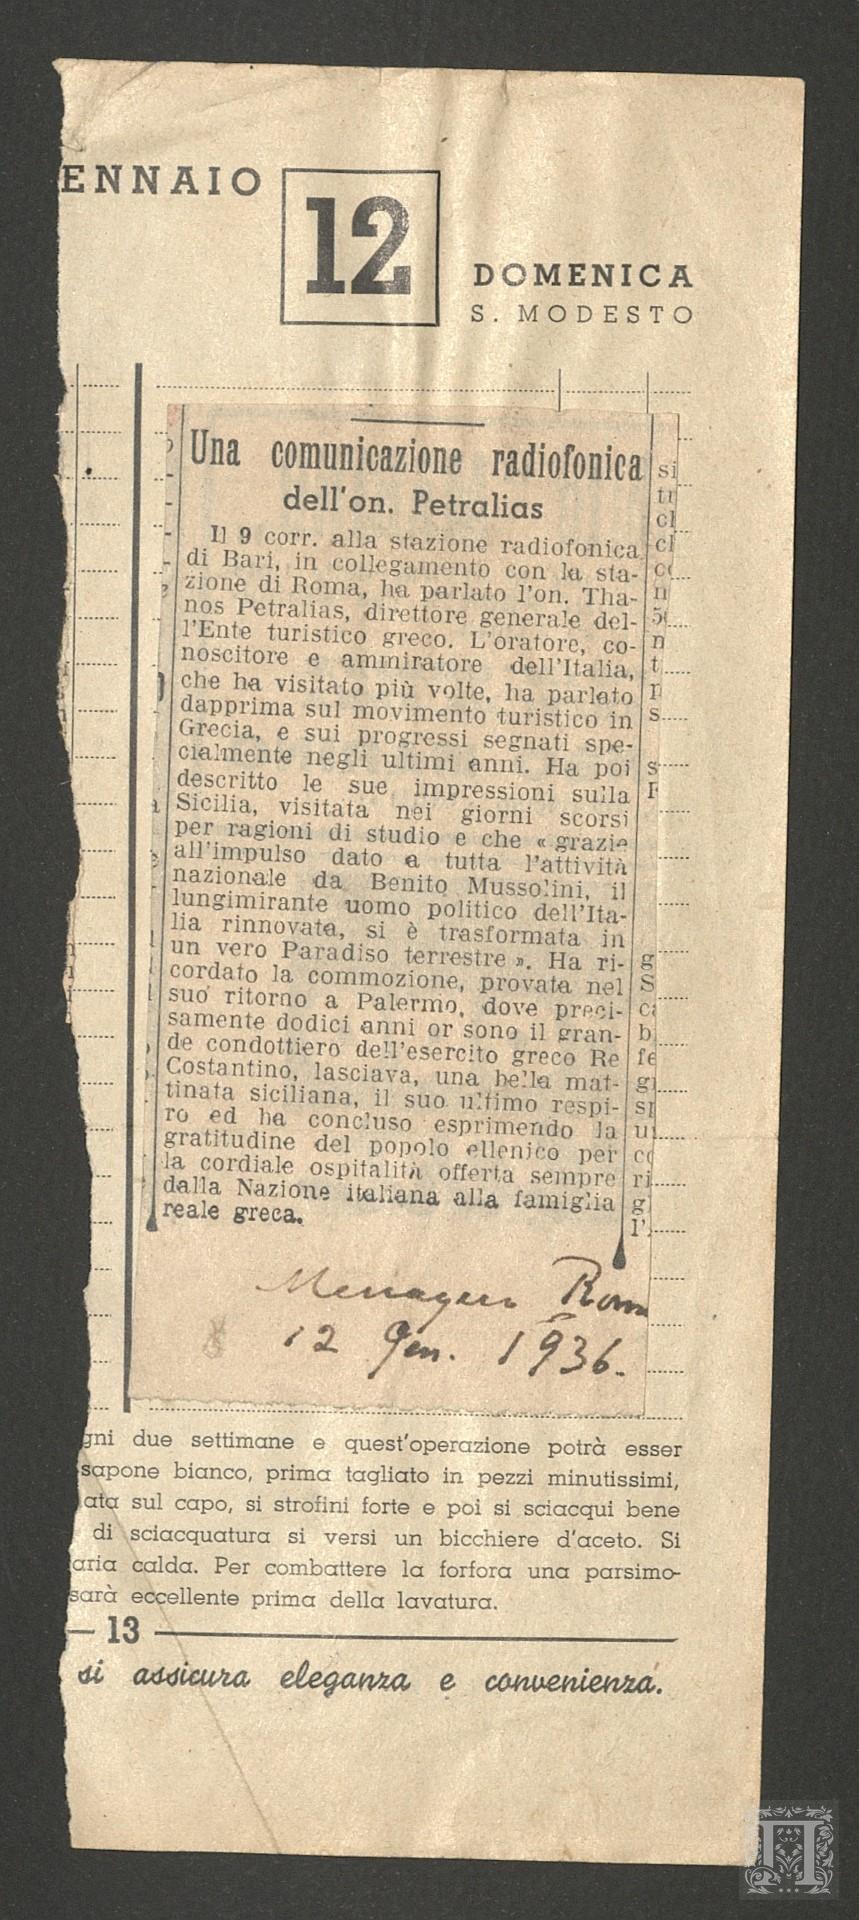 ENNAIO
12
DOMENICA
S. MODESTO
Una comunicazione radiofonica
dell'on. Petralias
Il 9 corr. alla stazione radiofonica
di Bari, in collegamento con la sta-
zione di Roma, ha parlato l'on. Tha-
nos Petralias, direttore generale del-
l'Ente turistico greco. L'oratore, co-
noscitore e ammiratore dell'Italia,
che ha visitato più volte, ha parlato
dapprima sul movimento turistico in
Grecia, e sui progressi segnati spe-
cialmente negli ultimi anni. Ha poi
descritto le sue impressioni sulla
Sicilia, visitata nei giorni scorsi
per ragioni di studio e che « grazie
all'impulso dato a tutta l'attività
nazionale da Benito Mussolini, il
lungimirante uomo politico dell'Ita-
lia rinnovata, si è trasformata in
un vero Paradiso terrestre ». Ha ri-
cordato la commozione, provata nel
suo ritorno a Palermo, dove preci-
samente dodici anni or sono il gran-
de condottiero dell'esercito greco Re
Costantino, lasciava, una bella mat-
tinata siciliana, il suo ultimo respi-
ro ed ha concluso esprimendo la
gratitudine del popolo ellenico per
la cordiale ospitalità offerta sempre
dalla Nazione italiana alla famiglia
reale greca.
12 Gen. 1936.
gni due settimane e quest'operazione potrà esser
sapone bianco, prima tagliato in pezzi minutissimi,
ata sul capo, si strofini forte e poi si sciacqui bene
di sciacquatura si versi un bicchiere d'aceto. Si
aria calda. Per combattere la forfora una parsimo-
sarà eccellente prima della lavatura.
13
si assicura eleganza e convenienza.